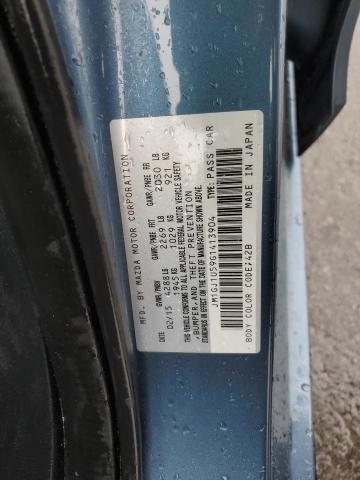 MFD. BY MAZDA MOTOR CORPORATION
DATE GVWR/PNBV GAWR/PNBE FRT GAWR/PNBE RR
02/15 4288 LB 2269 LB 2030 LB
1945 KG 1029 KG 921 KG
THIS VEHICLE CONFORMS TO ALL APPLICABLE FEDERAL MOTOR VEHICLE SAFETY
, BUMPER, AND THEFT PREVENTION
STANDARDS IN EFFECT ON THE DATE OF MANUFACTURE SHOWN ABOVE.
JM1GJ1U59G1413904 TYPE: PASS CAR
BODY COLOR CODE: 42B MADE IN JAPAN